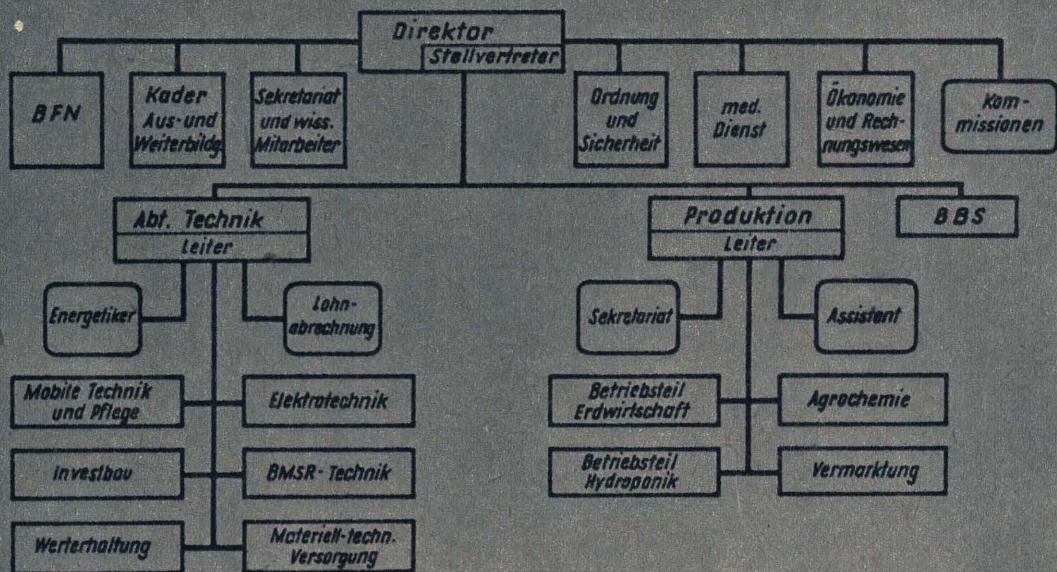 Direktor
Stellvertreter
BFN
Kader
Aus- und
Weiterbildg.
Sekretariat
und wiss.
Mitarbeiter
Ordnung
und
Sicherheit
med.
Dienst
Ökonomie
und Rech-
nungswesen
Kom-
missionen
Abt. Technik
Leiter
Produktion
Leiter
BBS
Energetiker
Lohn-
abrechnung
Sekretariat
Assistent
Mobile Technik
und Pflege
Elektrotechnik
Betriebsteil
Erdwirtschaft
Agrochemie
Investbau
BMSR-Technik
Betriebsteil
Hydroponik
Vermarktung
Werterhaltung
Materiell-techn.
Versorgung